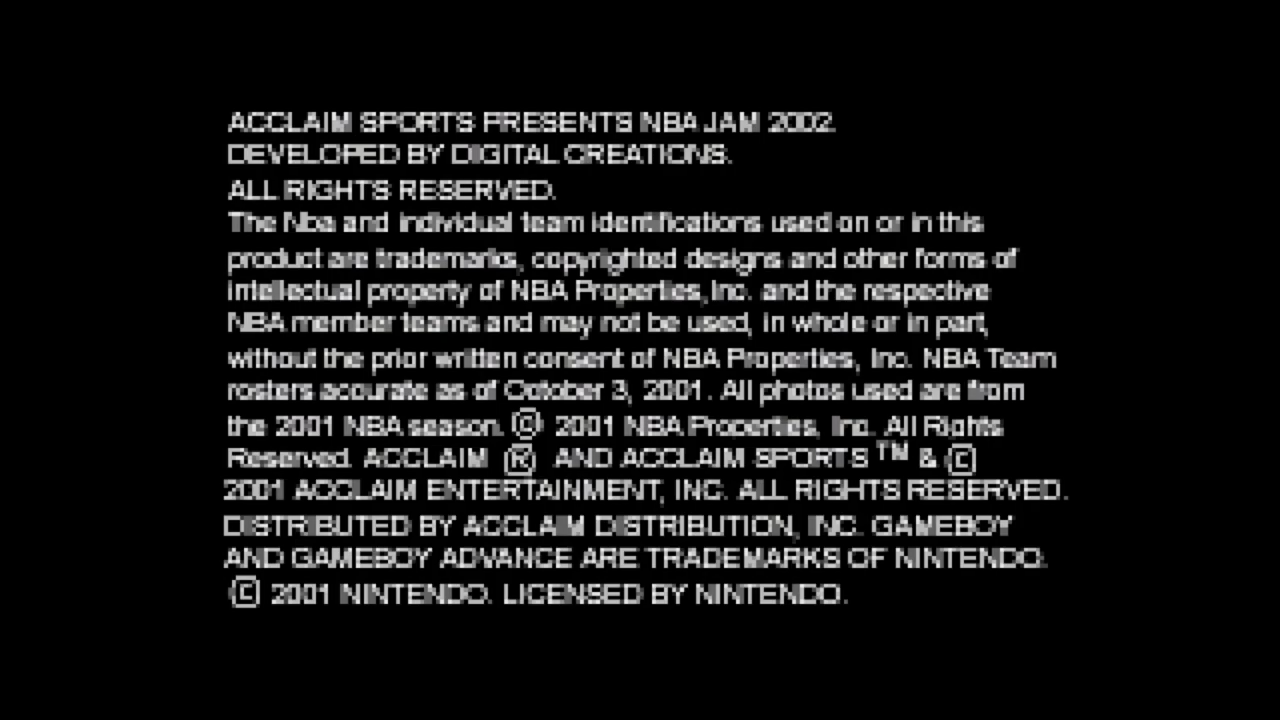 ACCLAIM SPORTS PRESENTS NBA JAM 2002.
DEVELOPED BY DIGITAL CREATIONS.
ALL RIGHTS RESERVED.
The Nba and individual team identifications used on or in this
product are trademarks, copyrighted designs and other forms of
intellectual property of NBA Properties,Inc. and the respective
NBA member teams and may not be used, in whole or in part,
without the prior written consent of NBA Properties, Inc. NBA Team
rosters accurate as of October 3, 2001. All photos used are from
the 2001 NBA season. © 2001 NBA Properties, Inc. All Rights
Reserved. ACCLAIM ® AND ACCLAIM SPORTS ™ & ©
2001 ACCLAIM ENTERTAINMENT, INC. ALL RIGHTS RESERVED.
DISTRIBUTED BY ACCLAIM DISTRIBUTION, INC. GAMEBOY
AND GAMEBOY ADVANCE ARE TRADEMARKS OF NINTENDO.
© 2001 NINTENDO. LICENSED BY NINTENDO.